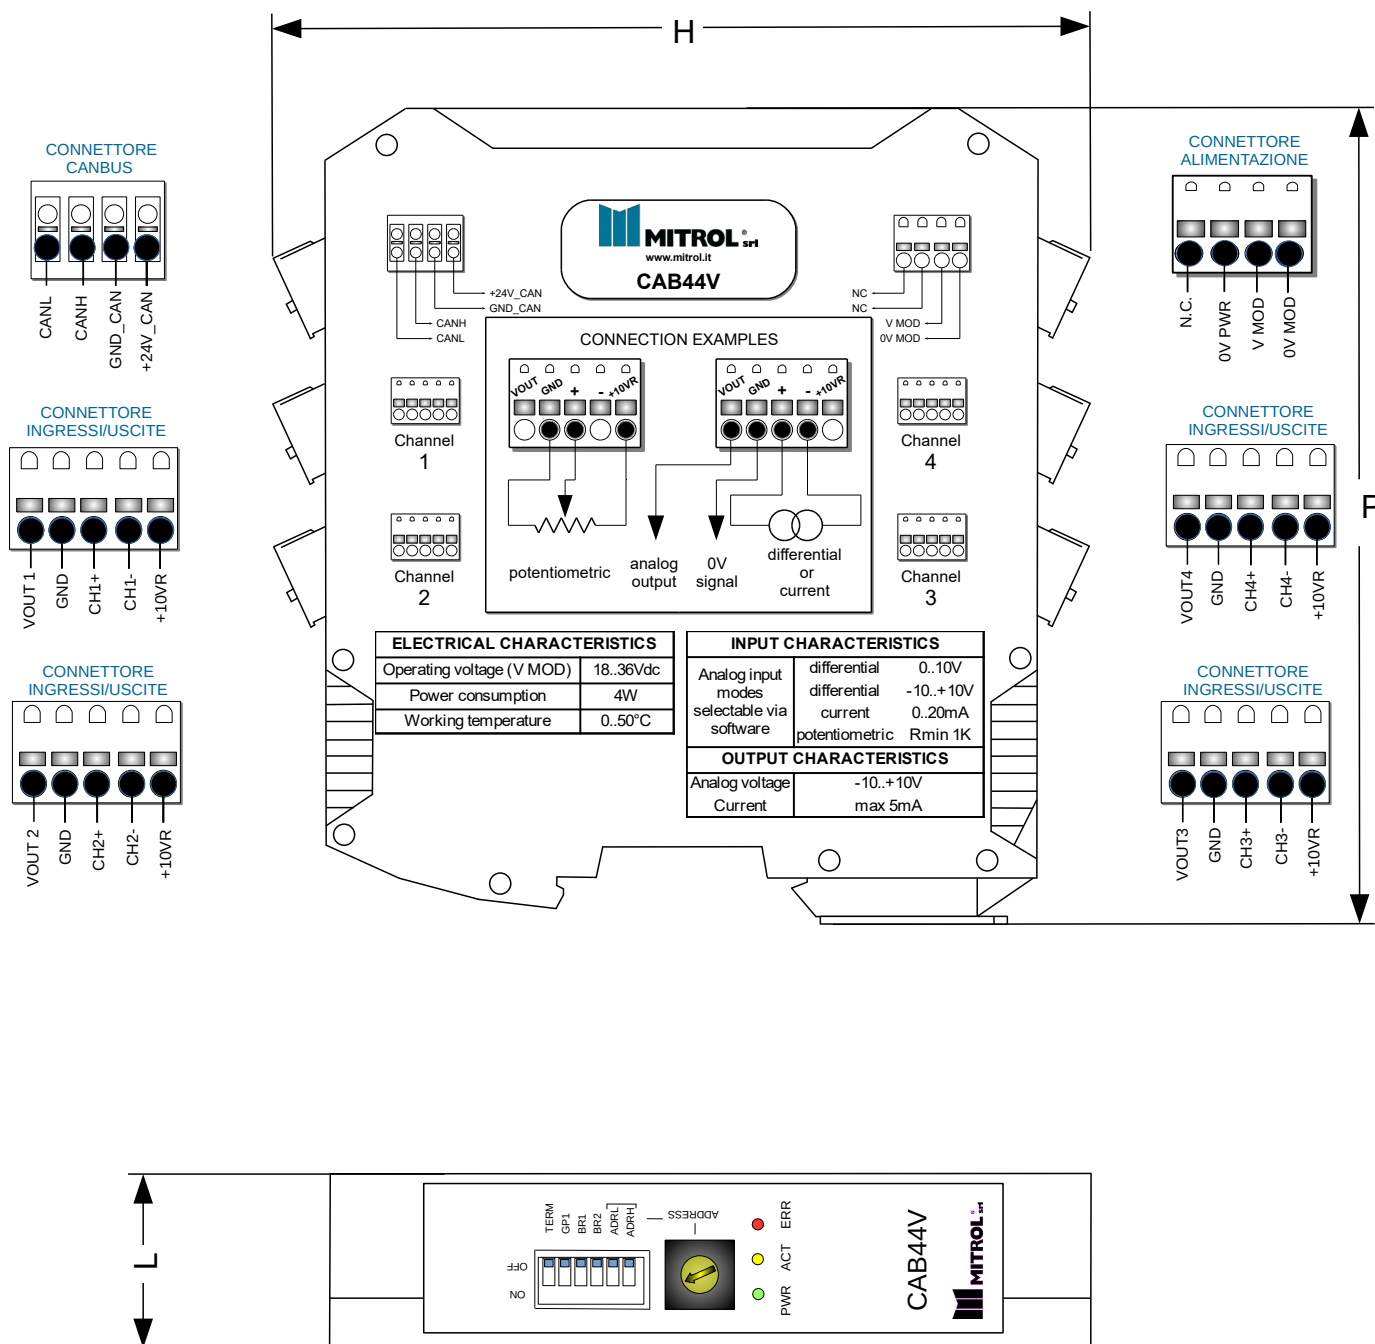 H
CONNETTORE
CANBUS
CANL
CANH
GND_CAN
+24V_CAN
CONNETTORE
INGRESSI/USCITE
VOUT 1
GND
CH1+
CH1-
+10VR
CONNETTORE
INGRESSI/USCITE
VOUT 2
GND
CH2+
CH2-
+10VR
MITROL® srl
www.mitrol.it
CAB44V
+24V_CAN
GND_CAN
CANH
CANL
NC
NC
V MOD
0V MOD
Channel
1
Channel
2
Channel
4
Channel
3
CONNECTION EXAMPLES
VOUT GND + - +10VR
VOUT GND + - +10VR
potentiometric
analog
output
0V
signal
differential
or
current
ELECTRICAL CHARACTERISTICS
Operating voltage (V MOD) 18..36Vdc
Power consumption 4W
Working temperature 0..50°C
INPUT CHARACTERISTICS
Analog input
modes
selectable via
software
differential 0..10V
differential -10..+10V
current 0..20mA
potentiometric Rmin 1K
OUTPUT CHARACTERISTICS
Analog voltage -10..+10V
Current max 5mA
CONNETTORE
ALIMENTAZIONE
N.C.
0V PWR
V MOD
0V MOD
CONNETTORE
INGRESSI/USCITE
VOUT4
GND
CH4+
CH4-
+10VR
P
CONNETTORE
INGRESSI/USCITE
VOUT3
GND
CH3+
CH3-
+10VR
L
TERM
GP1
BR1
BR2
ADRL
ADRH
OFF
ON
ADDRESS
ERR
ACT
PWR
CAB44V
MITROL srl